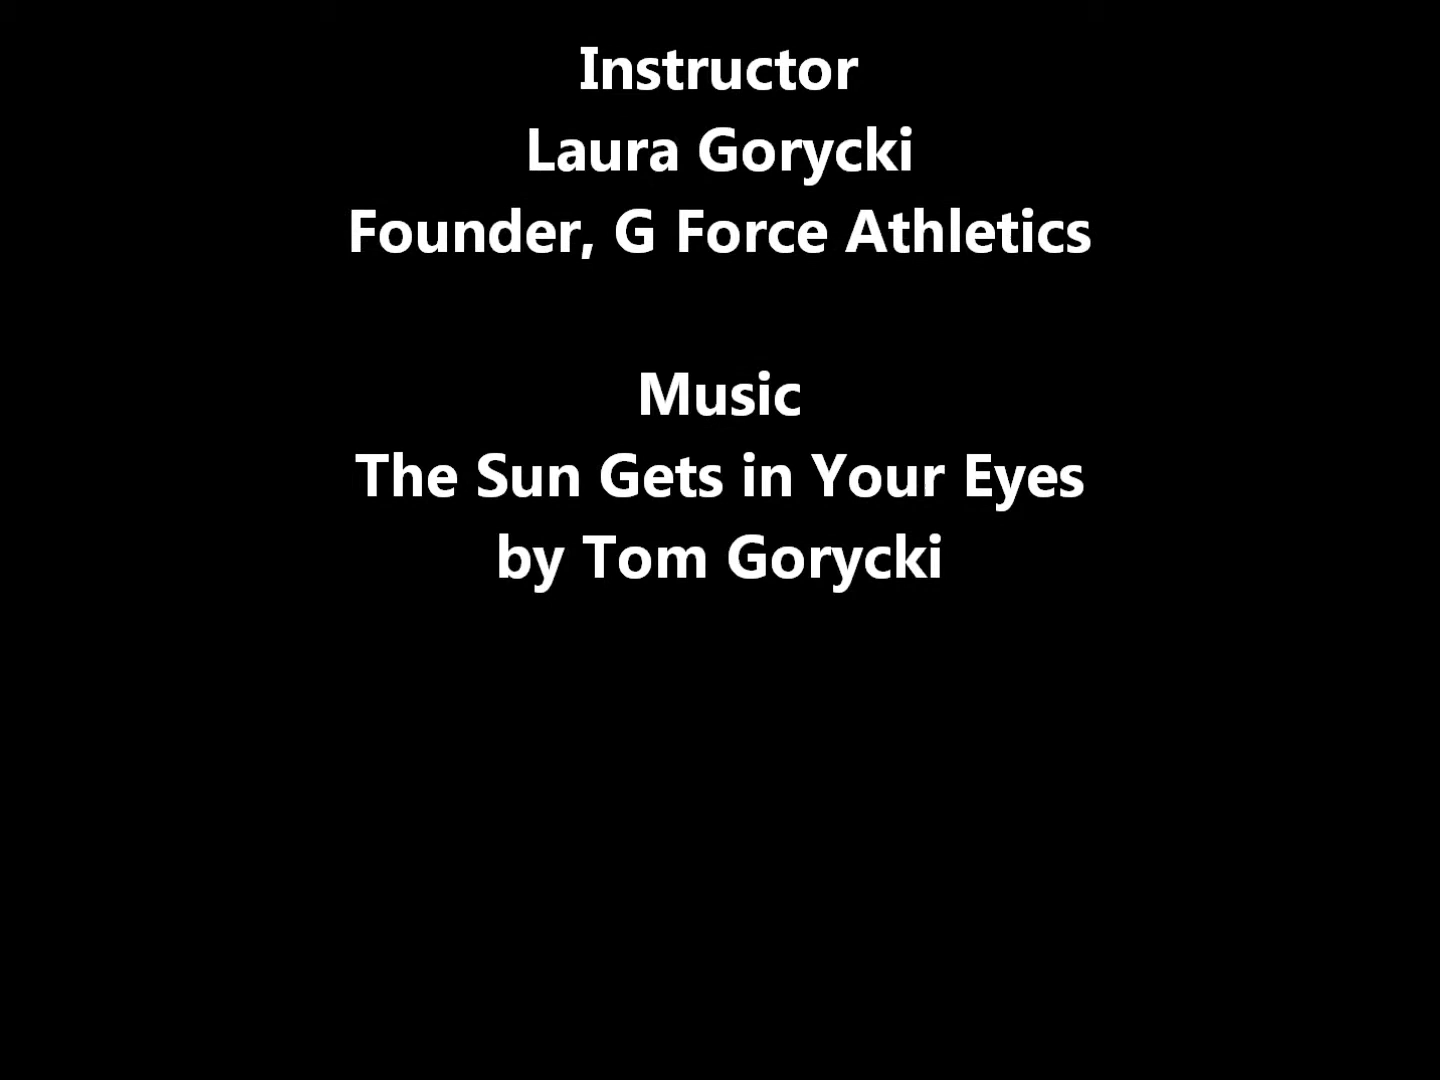 Instructor
Laura Gorycki
Founder, G Force Athletics
Music
The Sun Gets in Your Eyes
by Tom Gorycki